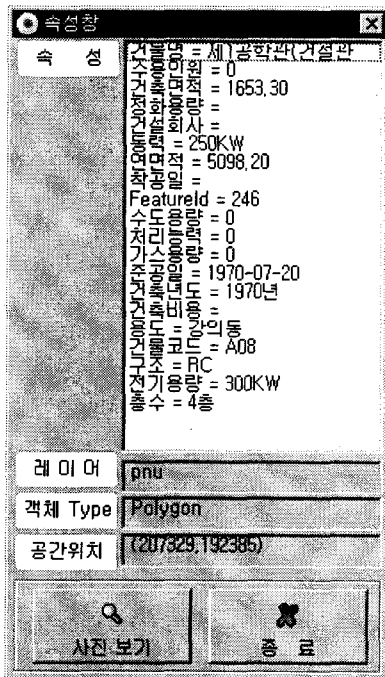 속성창
속 성
건물명 = 제1공학관(건설관
수용인원 = 0
건축면적 = 1653,30
정화용량 =
건설회사 =
동력 = 250KW
연면적 = 5098,20
착공일 =
FeatureId = 246
수도용량 = 0
처리능력 = 0
가스용량 = 0
준공일 = 1970-07-20
건축년도 = 1970년
건축비용 =
용도 = 강의동
건물코드 = A08
구조 = RC
전기용량 = 300KW
층수 = 4층
레 이 어 pnu
객체 Type Polygon
공간위치 (207329,192385)
사진 보기 종 료